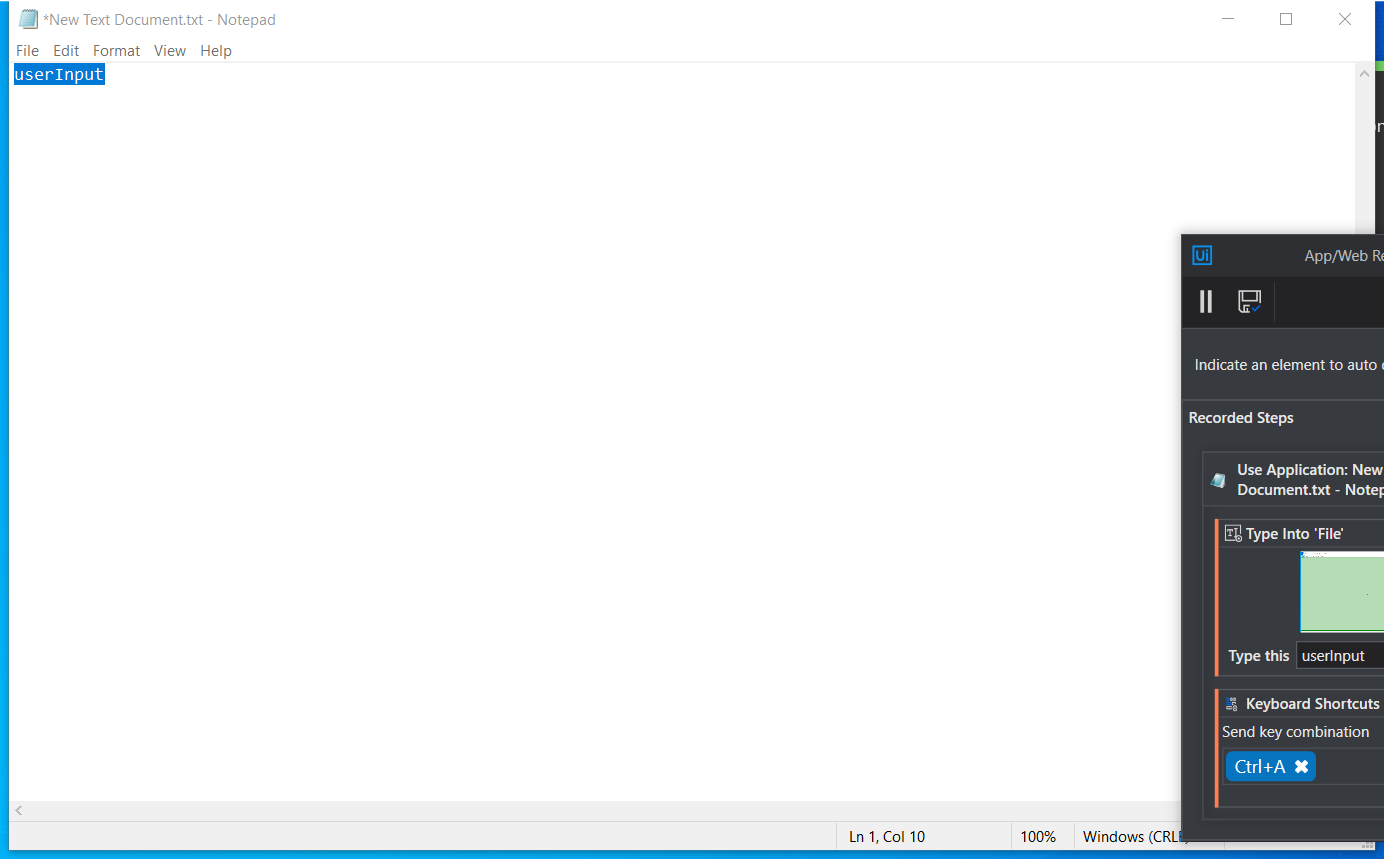 *New Text Document.txt - Notepad
File Edit Format View Help
userInput
Ui
App/Web Re
Indicate an element to auto
Recorded Steps
Use Application: New
Document.txt - Notep
Type Into 'File'
Type this userInput
Keyboard Shortcuts
Send key combination
Ctrl+A
Ln 1, Col 10 100% Windows (CRLF)